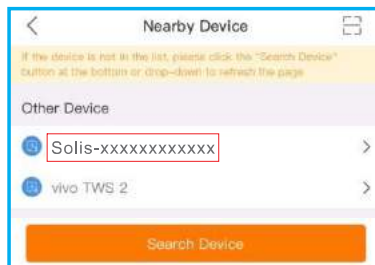 Nearby Device
If the device is not in the list, please click the "Search Device"
button at the bottom or drop-down to refresh the page
Other Device
Solis-xxxxxxxxxxxx
vivo TWS 2
Search Device